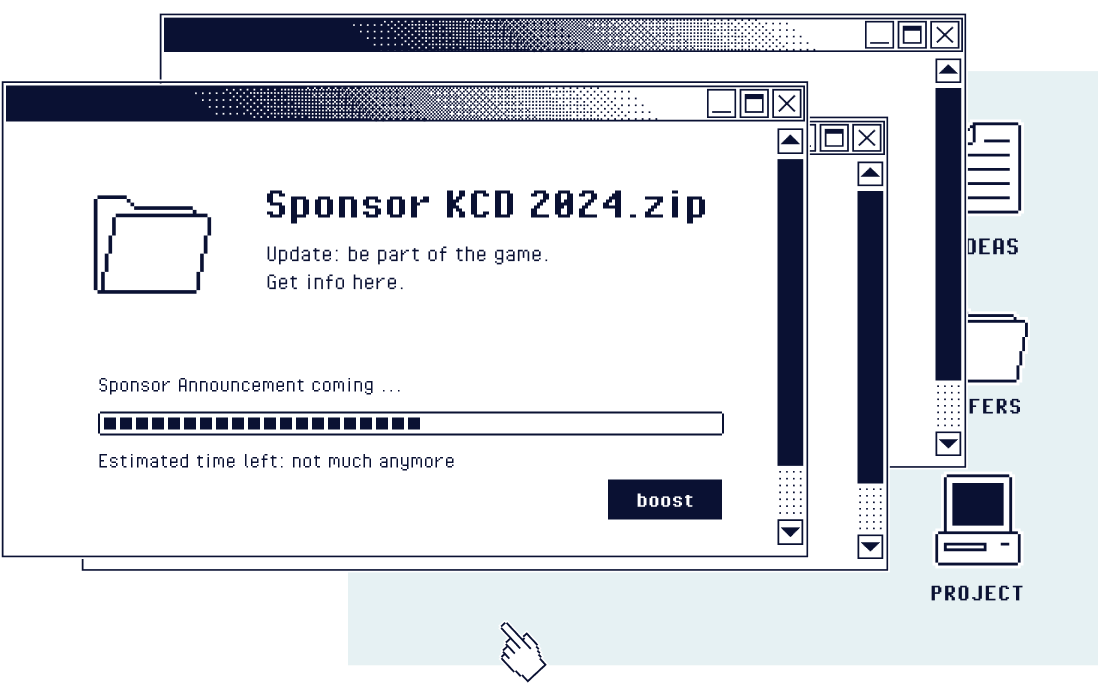 Sponsor KCD 2024.zip
Update: be part of the game.
Get info here.
Sponsor Announcement coming ...
Estimated time left: not much anymore
boost
DEAS
FERS
PROJECT